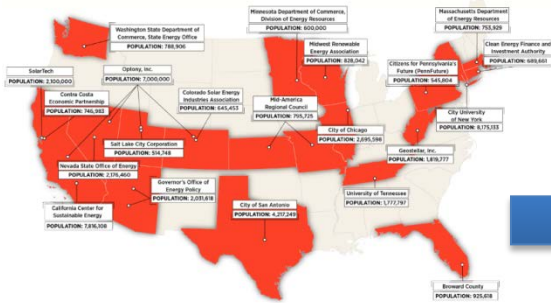 Washington State Department of
Commerce, State Energy Office
POPULATION: 788,906
Minnesota Department of Commerce,
Division of Energy Resources
POPULATION: 600,000
Massachusetts Department
of Energy Resources
POPULATION: 753,929
Midwest Renewable
Energy Association
POPULATION: 828,042
Clean Energy Finance and
Investment Authority
POPULATION: 689,661
SolarTech
POPULATION: 2,100,000
Optony, Inc.
POPULATION: 7,000,000
Citizens for Pennsylvania's
Future (PennFuture)
POPULATION: 545,804
Contra Costa
Economic Partnership
POPULATION: 746,983
Colorado Solar Energy
Industries Association
POPULATION: 645,453
Mid-America
Regional Council
POPULATION: 755,725
City University
of New York
POPULATION: 8,175,133
City of Chicago
POPULATION: 2,695,598
Salt Lake City Corporation
POPULATION: 514,748
Geostellar, Inc.
POPULATION: 1,819,777
Nevada State Office of Energy
POPULATION: 2,176,460
Governor's Office of
Energy Policy
POPULATION: 2,031,618
University of Tennessee
POPULATION: 1,777,797
City of San Antonio
POPULATION: 4,217,249
California Center for
Sustainable Energy
POPULATION: 7,816,108
Broward County
POPULATION: 925,618